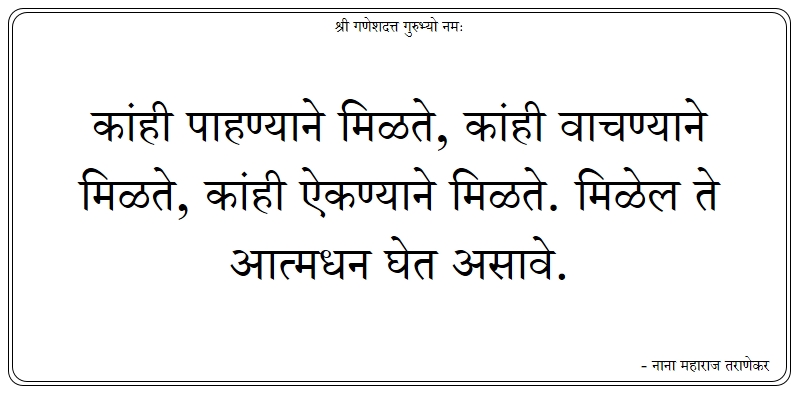 श्री गणेशदत्त गुरुभ्यो नमः
कांही पाहण्याने मिळते, कांही वाचण्याने
मिळते, कांही ऐकण्याने मिळते. मिळेल ते
आत्मधन घेत असावे.
- नाना महाराज तराणेकर